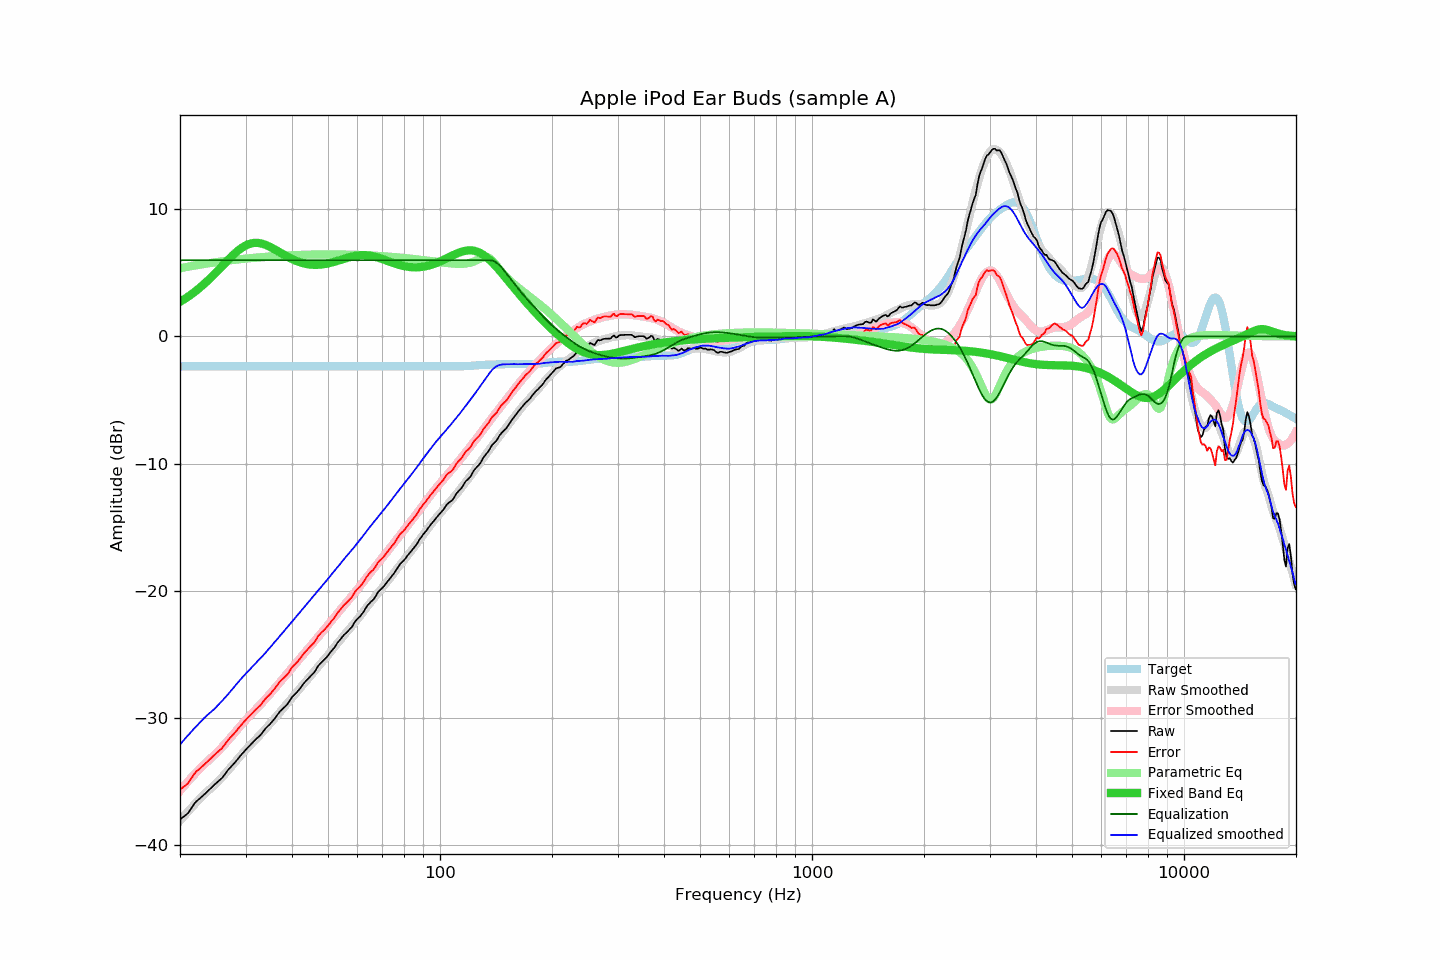 Apple iPod Ear Buds (sample A)
10
0
−10
−20
−30
−40
Amplitude (dBr)
100
1000
10000
Frequency (Hz)
Target
Raw Smoothed
Error Smoothed
Raw
Error
Parametric Eq
Fixed Band Eq
Equalization
Equalized smoothed